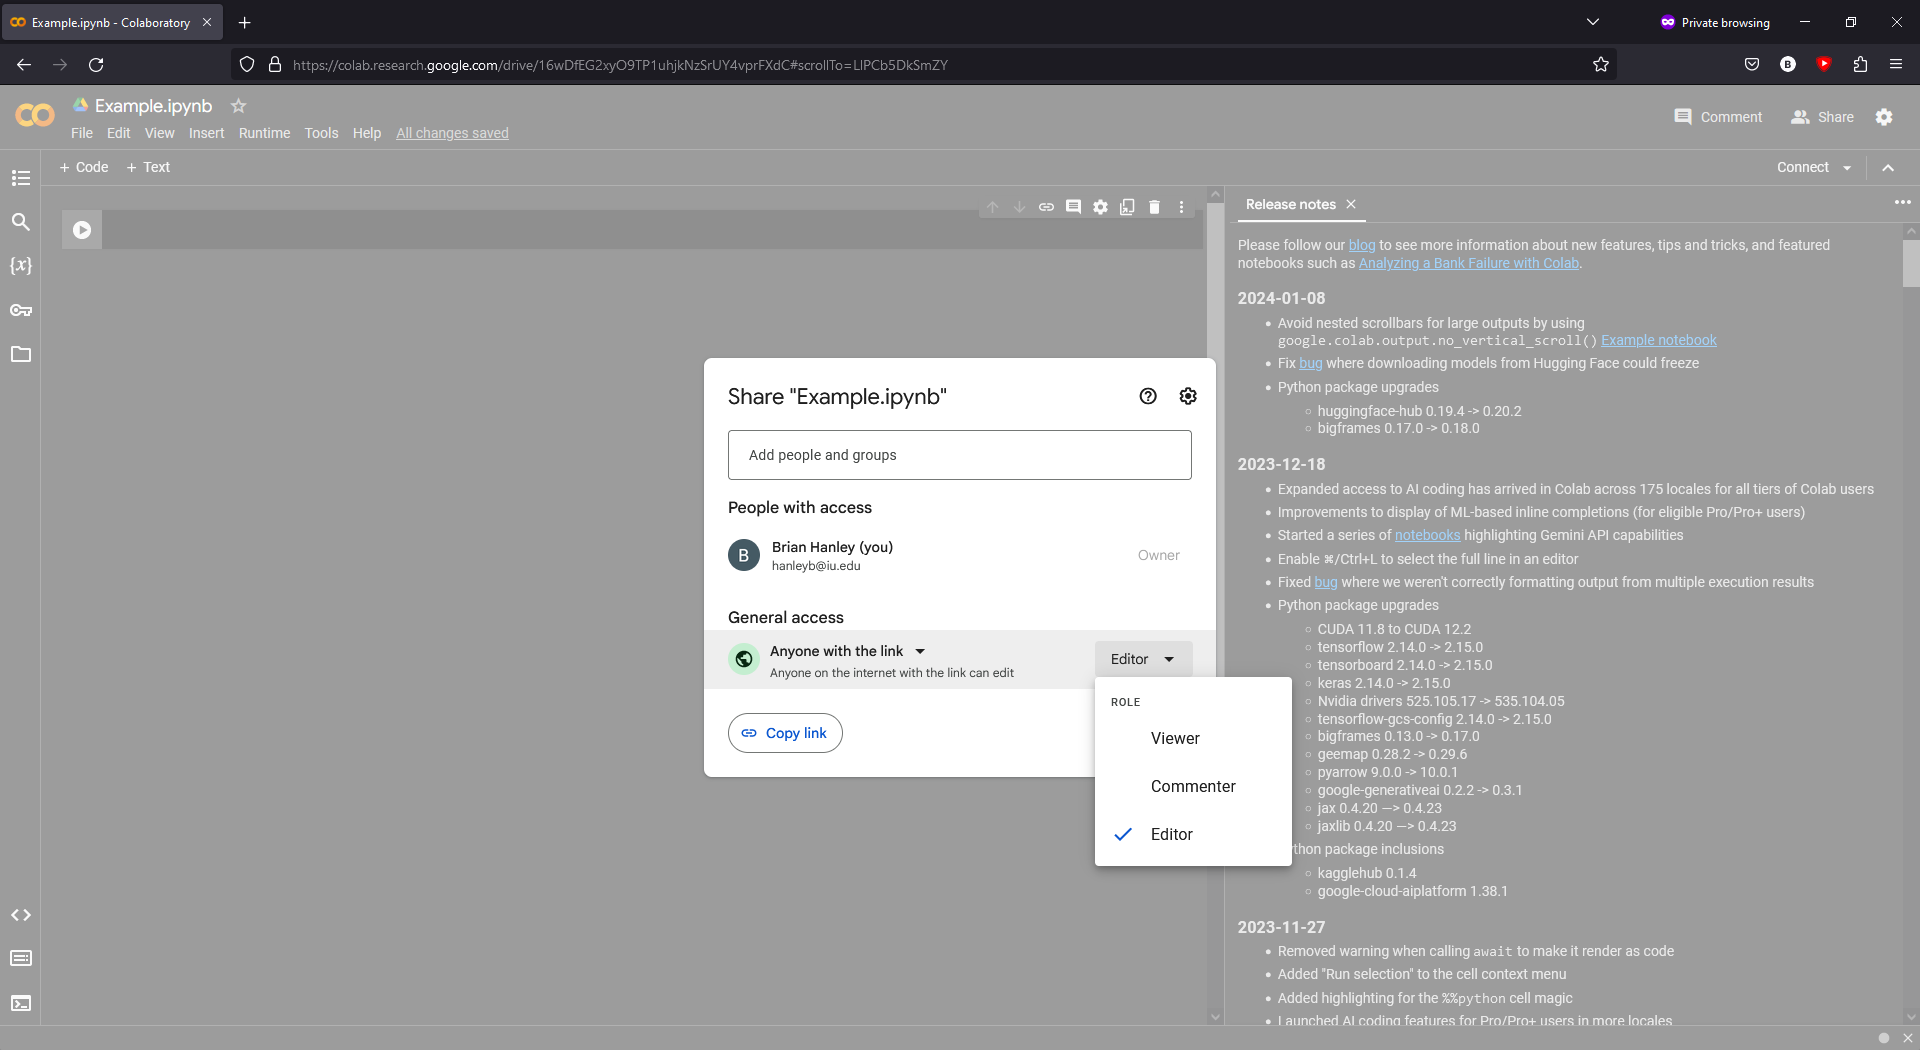 Example.ipynb - Colaboratory
Private browsing
https://colab.research.google.com/drive/16wDfEG2xyO9TP1uhjkNzSrUY4vprFXdC#scrollTo=LIPCb5DkSmZY
B
Example.ipynb
File Edit View Insert Runtime Tools Help All changes saved
Comment Share
+ Code + Text
Connect
{x}
Release notes
Please follow our blog to see more information about new features, tips and tricks, and featured
notebooks such as Analyzing a Bank Failure with Colab.
2024-01-08
Avoid nested scrollbars for large outputs by using
google.colab.output.no_vertical_scroll() Example notebook
Fix bug where downloading models from Hugging Face could freeze
Python package upgrades
huggingface-hub 0.19.4 -> 0.20.2
bigframes 0.17.0 -> 0.18.0
2023-12-18
Expanded access to AI coding has arrived in Colab across 175 locales for all tiers of Colab users
Improvements to display of ML-based inline completions (for eligible Pro/Pro+ users)
Started a series of notebooks highlighting Gemini API capabilities
Enable ⌘/Ctrl+L to select the full line in an editor
Fixed bug where we weren't correctly formatting output from multiple execution results
Python package upgrades
CUDA 11.8 to CUDA 12.2
tensorflow 2.14.0 -> 2.15.0
tensorboard 2.14.0 -> 2.15.0
keras 2.14.0 -> 2.15.0
Nvidia drivers 525.105.17 -> 535.104.05
tensorflow-gcs-config 2.14.0 -> 2.15.0
bigframes 0.13.0 -> 0.17.0
geemap 0.28.2 -> 0.29.6
pyarrow 9.0.0 -> 10.0.1
google-generativeai 0.2.2 -> 0.3.1
jax 0.4.20 —> 0.4.23
jaxlib 0.4.20 —> 0.4.23
thon package inclusions
kagglehub 0.1.4
google-cloud-aiplatform 1.38.1
2023-11-27
Removed warning when calling await to make it render as code
Added "Run selection" to the cell context menu
Added highlighting for the %%python cell magic
Launched AI coding features for Pro/Pro+ users in more locales
Share "Example.ipynb"
Add people and groups
People with access
B
Brian Hanley (you)
hanleyb@iu.edu
Owner
General access
Anyone with the link
Anyone on the internet with the link can edit
Editor
Copy link
ROLE
Viewer
Commenter
Editor